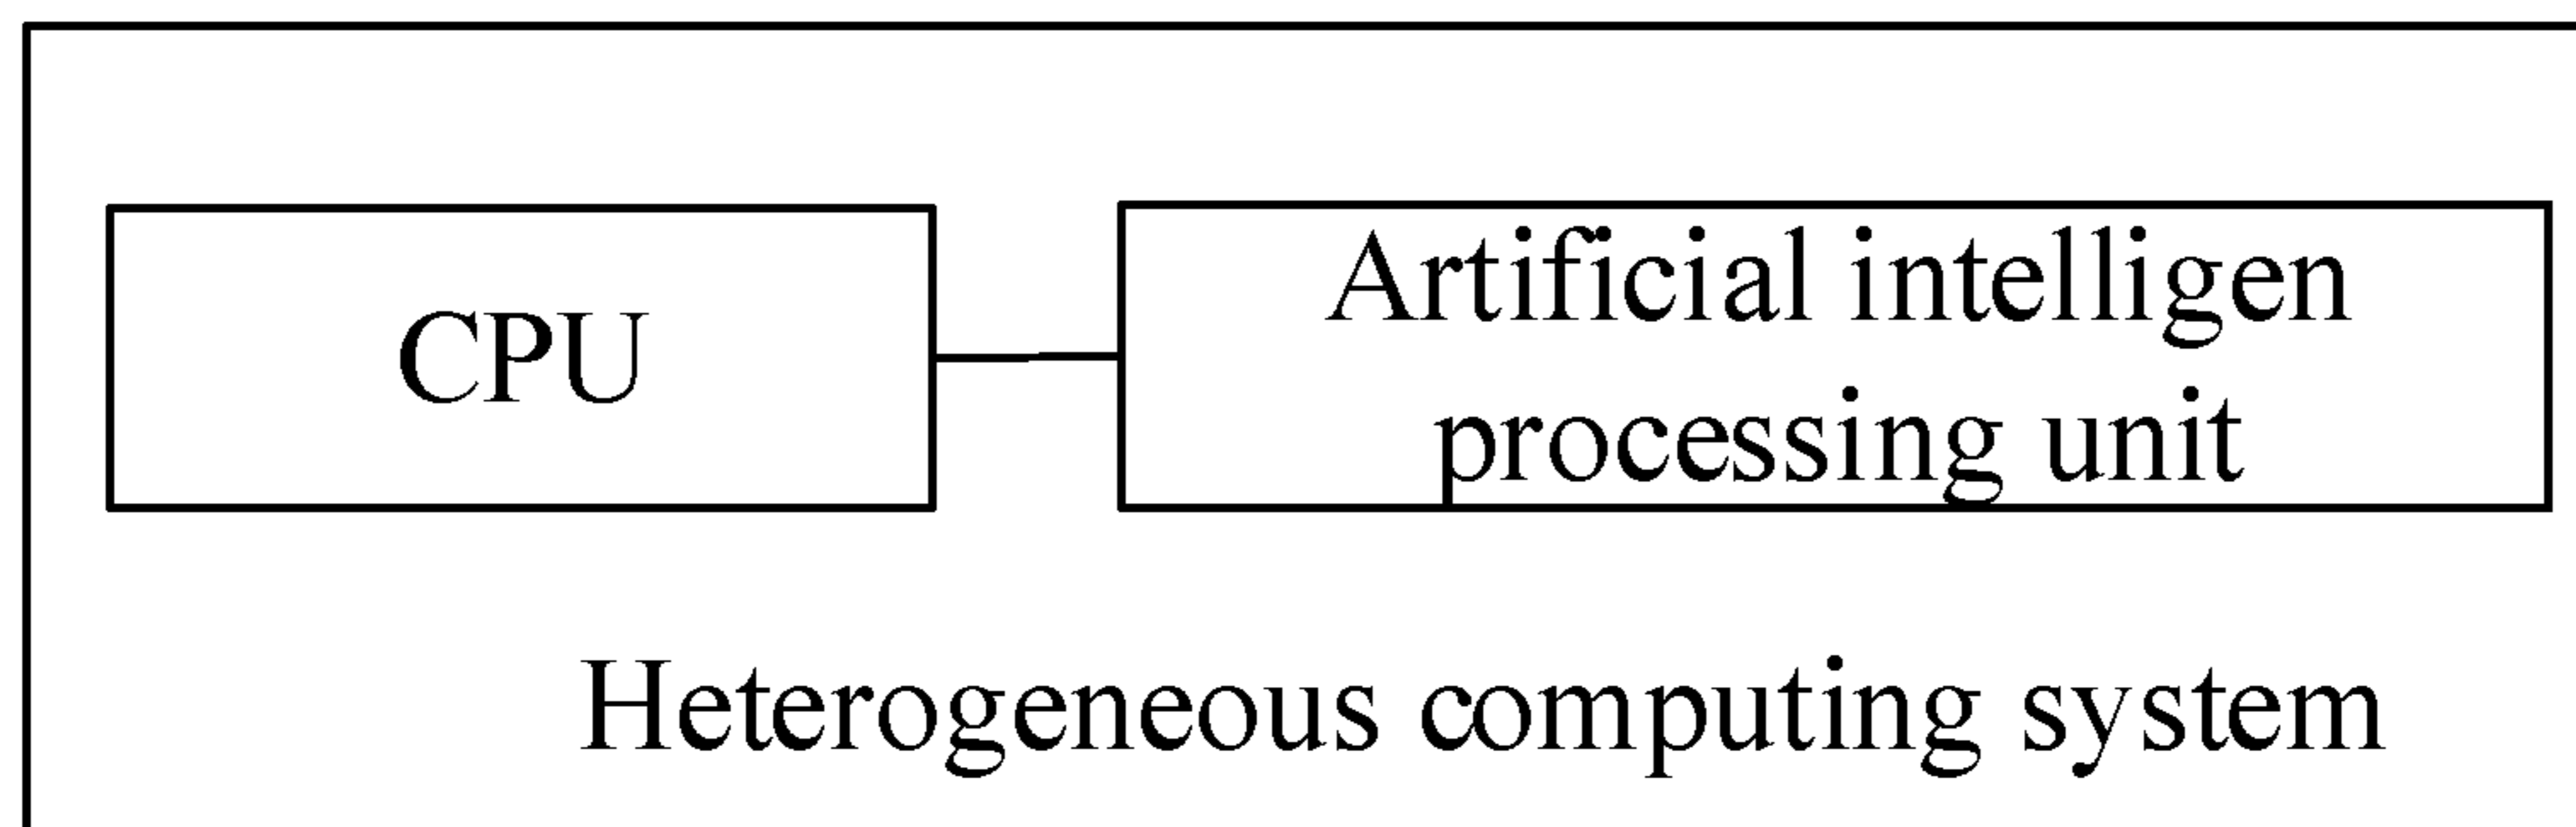 CPU
Artificial intelligen
processing unit
Heterogeneous computing system